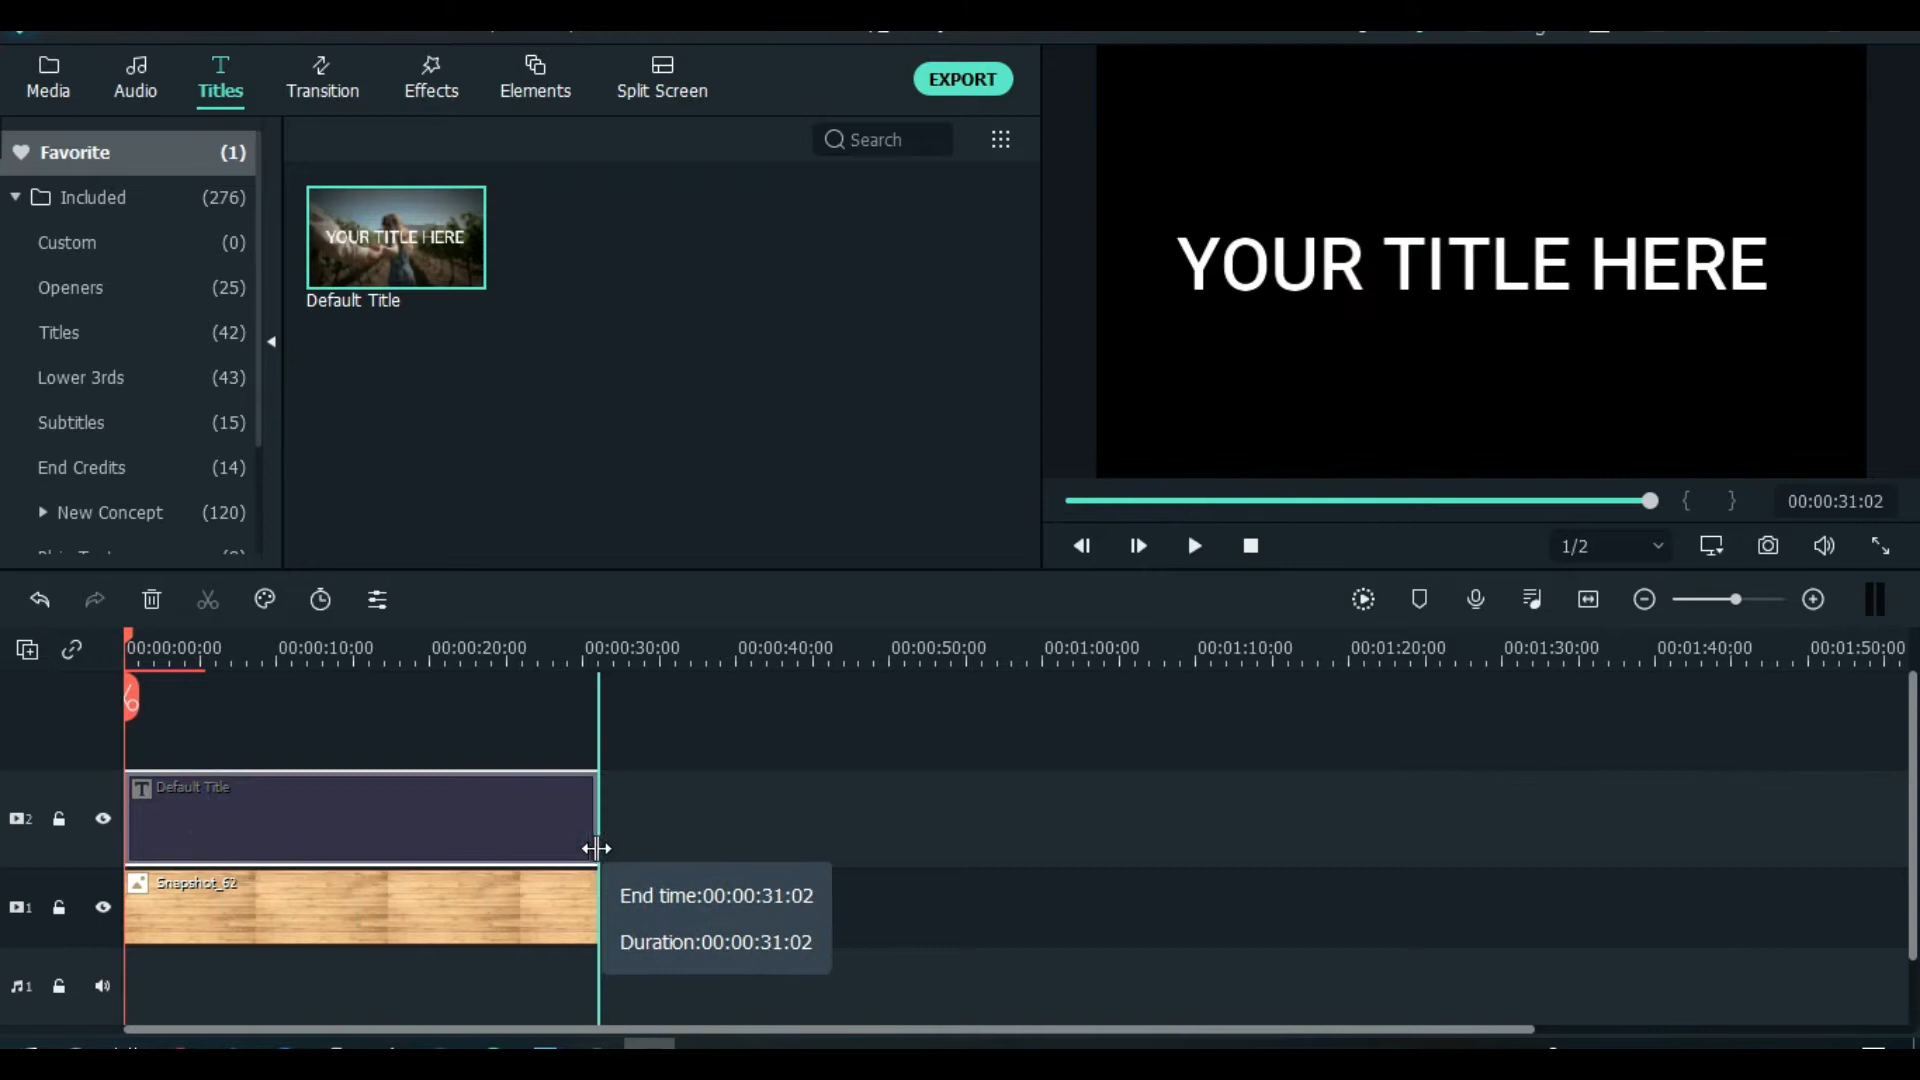 Media Audio Titles Transition Effects Elements Split Screen EXPORT
Favorite (1)
Search
Included (276)
Custom (0)
Openers (25)
Titles (42)
Lower 3rds (43)
Subtitles (15)
End Credits (14)
New Concept (120)
YOUR TITLE HERE
Default Title
YOUR TITLE HERE
00:00:31:02
1/2
00:00:00:00 00:00:10:00 00:00:20:00 00:00:30:00 00:00:40:00 00:00:50:00 00:01:00:00 00:01:10:00 00:01:20:00 00:01:30:00 00:01:40:00 00:01:50:00
T Default Title
2
Snapshot_62
1
End time:00:00:31:02
Duration:00:00:31:02
1